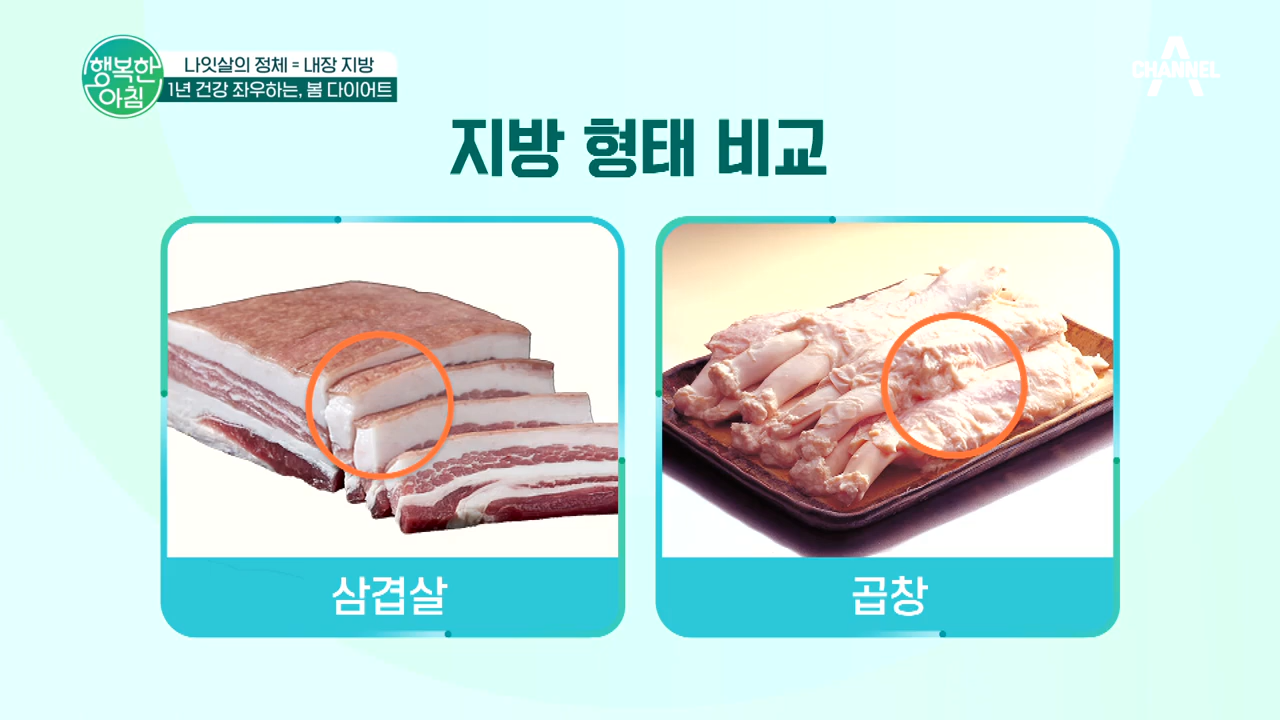 행복한
아침
나잇살의 정체 = 내장 지방
1년 건강 좌우하는, 봄 다이어트
CHANNEL
지방 형태 비교
삼겹살
곱창